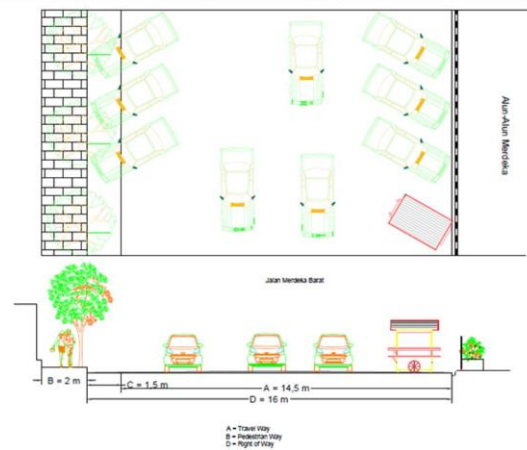 Alun-Alun Merdeka
Jalan Merdeka Barat
B = 2 m
C = 1,5 m
A = 14,5 m
D = 16 m
A = Travel Way
B = Pedestrian Way
D = Right of Way